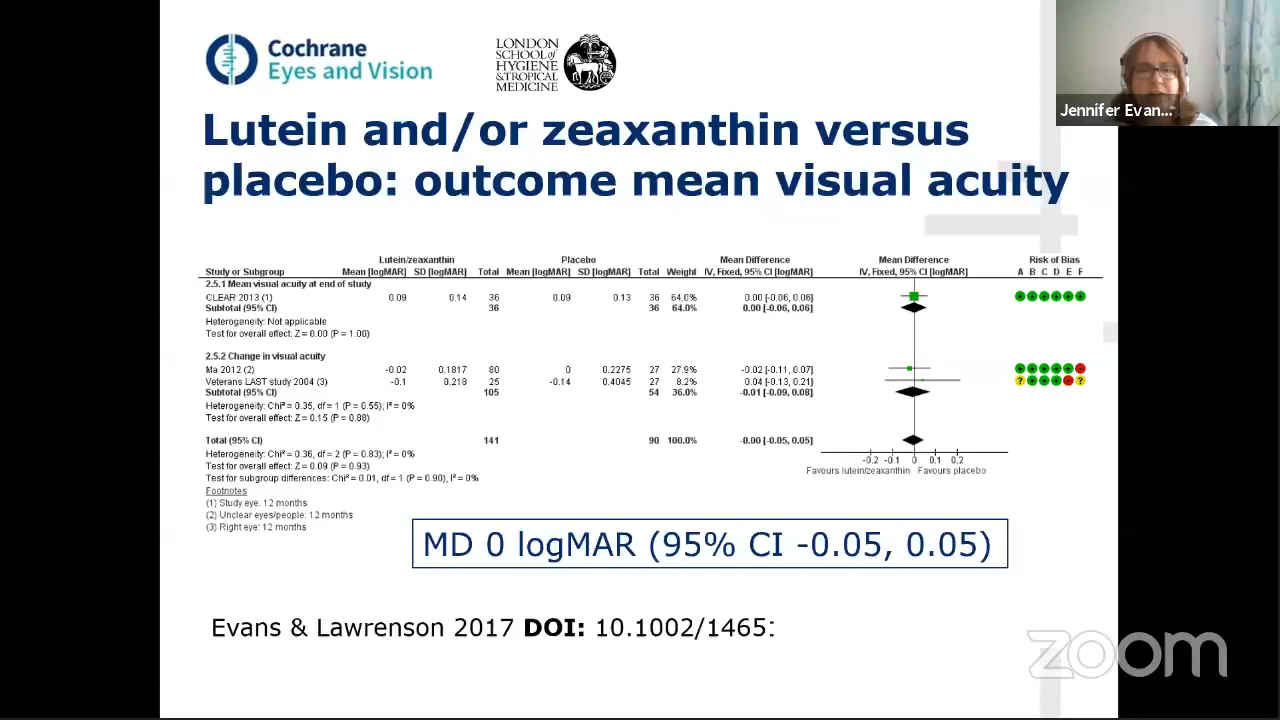 Cochrane
Eyes and Vision
LONDON
SCHOOL of
HYGIENE
& TROPICAL
MEDICINE
Jennifer Evan...
Lutein and/or zeaxanthin versus
placebo: outcome mean visual acuity
Lutein/zeaxanthin Placebo Mean Difference Mean Difference Risk of Bias
Study or Subgroup Mean [logMAR] SD [logMAR] Total Mean [logMAR] SD [logMAR] Total Weight IV, Fixed, 95% CI [logMAR] IV, Fixed, 95% CI [logMAR] A B C D E F
2.5.1 Mean visual acuity at end of study
CLEAR 2013 (1) 0.09 0.14 36 0.09 0.13 36 64.0% 0.00 [-0.06, 0.06]
Subtotal (95% CI) 36 36 64.0% 0.00 [-0.06, 0.06]
Heterogeneity: Not applicable
Test for overall effect: Z = 0.00 (P = 1.00)
2.5.2 Change in visual acuity
Ma 2012 (2) -0.02 0.1817 80 0 0.2275 27 27.9% -0.02 [-0.11, 0.07]
Veterans LAST study 2004 (3) -0.1 0.218 25 -0.14 0.4045 27 8.2% 0.04 [-0.13, 0.21]
Subtotal (95% CI) 105 54 36.0% -0.01 [-0.09, 0.08]
Heterogeneity: Chi² = 0.35, df = 1 (P = 0.55); I² = 0%
Test for overall effect: Z = 0.15 (P = 0.88)
Total (95% CI) 141 90 100.0% -0.00 [-0.05, 0.05]
Heterogeneity: Chi² = 0.36, df = 2 (P = 0.83); I² = 0%
Test for overall effect: Z = 0.09 (P = 0.93)
Test for subgroup differences: Chi² = 0.01, df = 1 (P = 0.90), I² = 0%
-0.2 -0.1 0 0.1 0.2
Favours lutein/zeaxanthin Favours placebo
Footnotes
(1) Study eye: 12 months
(2) Unclear eyes/people: 12 months
(3) Right eye: 12 months
MD 0 logMAR (95% CI -0.05, 0.05)
Evans & Lawrenson 2017 DOI: 10.1002/1465:
zoom